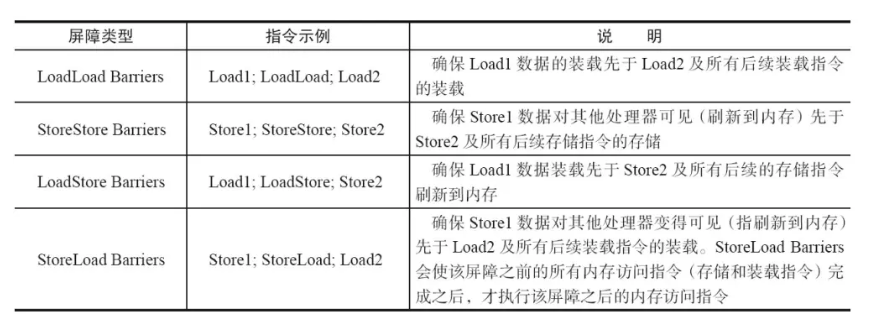 屏障类型 指令示例 说 明
LoadLoad Barriers Load1; LoadLoad; Load2 确保 Load1 数据的装载先于 Load2 及所有后续装载指令
的装载
StoreStore Barriers Store1; StoreStore; Store2 确保 Store1 数据对其他处理器可见（刷新到内存）先于
Store2 及所有后续存储指令的存储
LoadStore Barriers Load1; LoadStore; Store2 确保 Load1 数据装载先于 Store2 及所有后续的存储指令
刷新到内存
StoreLoad Barriers Store1; StoreLoad; Load2 确保 Store1 数据对其他处理器变得可见（指刷新到内存）
先于 Load2 及所有后续装载指令的装载。StoreLoad Barriers
会使该屏障之前的所有内存访问指令（存储和装载指令）完
成之后，才执行该屏障之后的内存访问指令